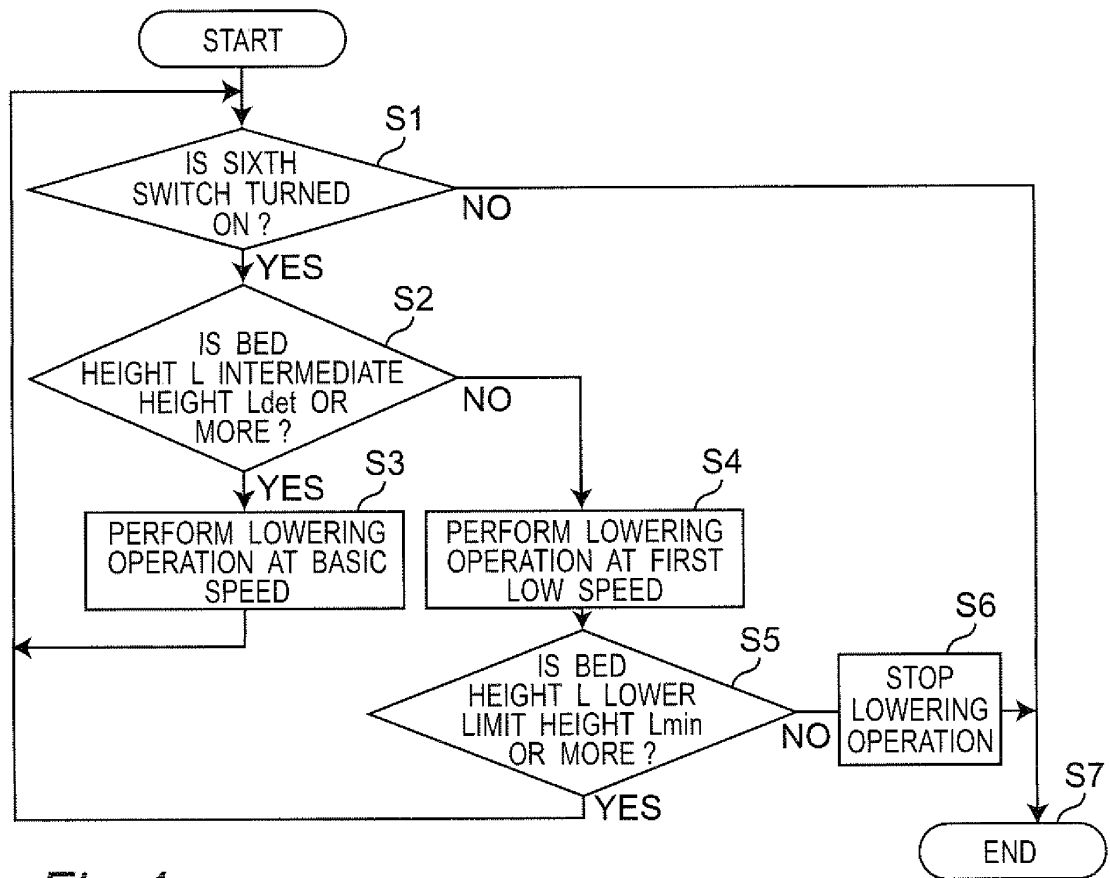 START
S1
IS SIXTH
SWITCH TURNED
ON ?
NO
YES
S2
IS BED
HEIGHT L INTERMEDIATE
HEIGHT Ldet OR
MORE ?
NO
YES
S3
PERFORM LOWERING
OPERATION AT BASIC
SPEED
S4
PERFORM LOWERING
OPERATION AT FIRST
LOW SPEED
S5
IS BED
HEIGHT L LOWER
LIMIT HEIGHT Lmin
OR MORE ?
NO
YES
S6
STOP
LOWERING
OPERATION
S7
END